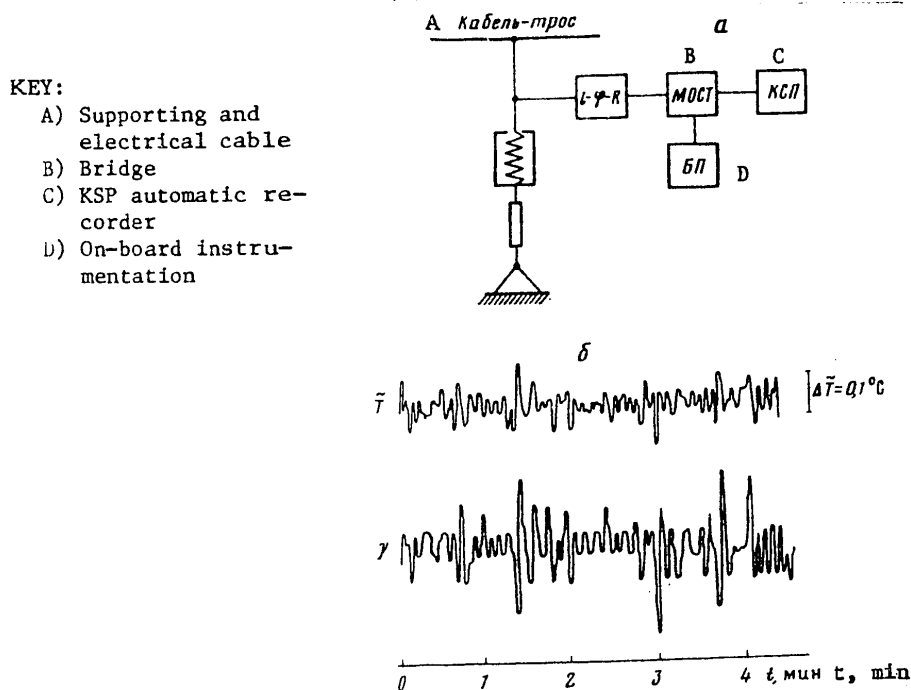 A кабель-трос
а
KEY:
A) Supporting and
electrical cable
B) Bridge
C) KSP automatic re-
corder
D) On-board instru-
mentation
B
C
l-φ-R
МОСТ
КСП
БП
D
б
T̃
ΔT̃=0,1°C
γ
0 1 2 3 4 t, мин t, min